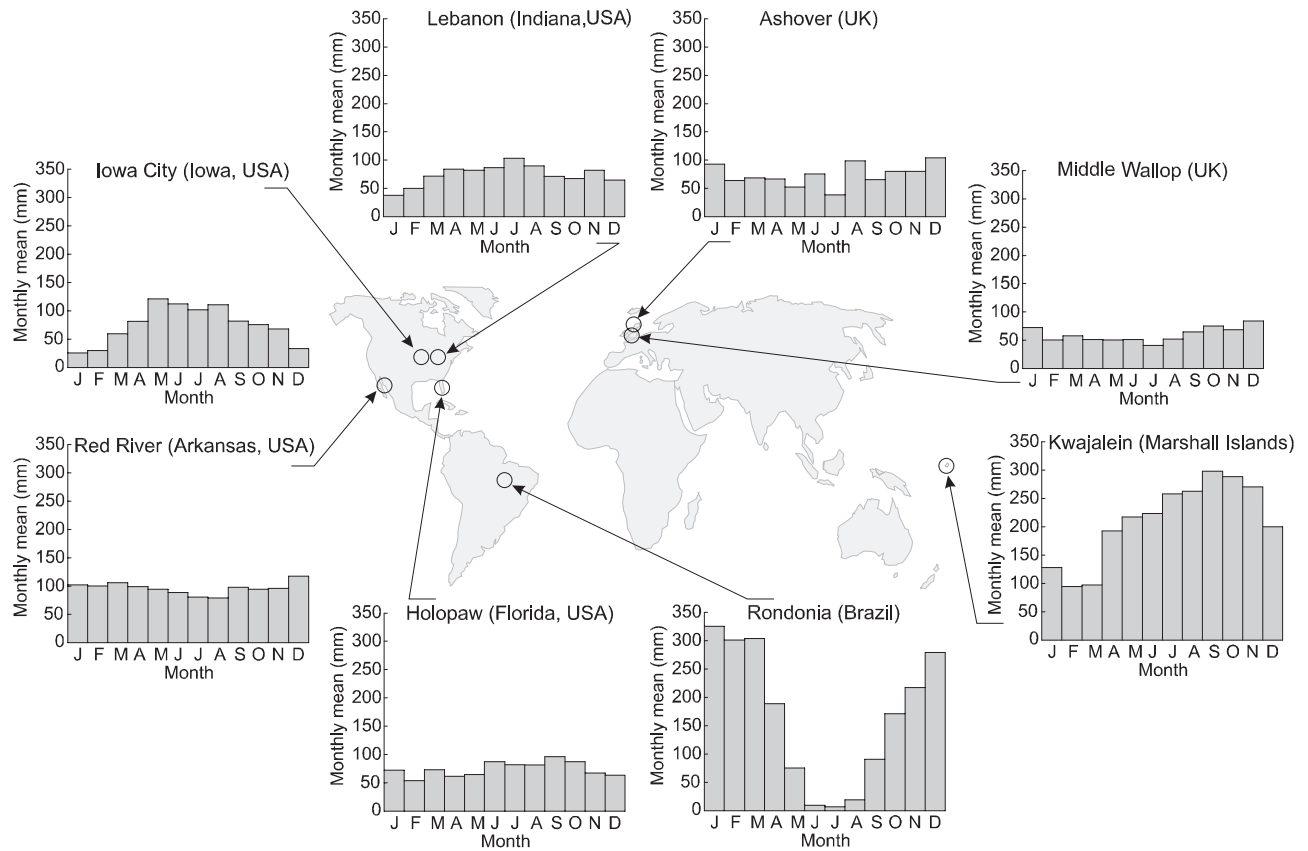 Lebanon (Indiana,USA)
Monthly mean (mm)
350
300
250
200
150
100
50
0
J F M A M J J A S O N D
Month
Ashover (UK)
Monthly mean (mm)
350
300
250
200
150
100
50
0
J F M A M J J A S O N D
Month
Iowa City (Iowa, USA)
Monthly mean (mm)
350
300
250
200
150
100
50
0
J F M A M J J A S O N D
Month
Middle Wallop (UK)
Monthly mean (mm)
350
300
250
200
150
100
50
0
J F M A M J J A S O N D
Month
Red River (Arkansas, USA)
Monthly mean (mm)
350
300
250
200
150
100
50
0
J F M A M J J A S O N D
Month
Kwajalein (Marshall Islands)
Monthly mean (mm)
350
300
250
200
150
100
50
0
J F M A M J J A S O N D
Month
Holopaw (Florida, USA)
Monthly mean (mm)
350
300
250
200
150
100
50
0
J F M A M J J A S O N D
Month
Rondonia (Brazil)
Monthly mean (mm)
350
300
250
200
150
100
50
0
J F M A M J J A S O N D
Month